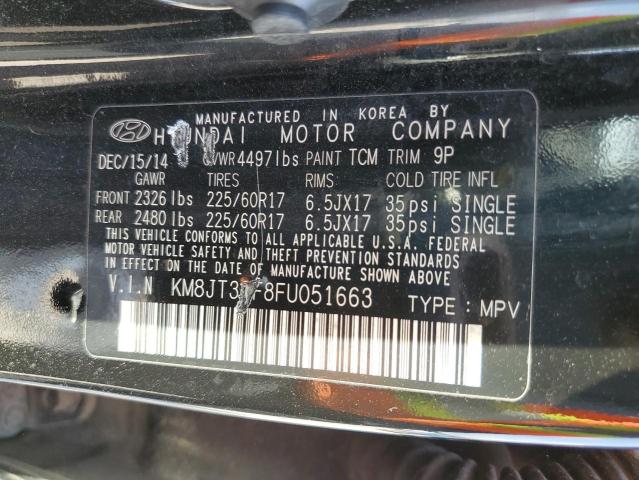 MANUFACTURED IN KOREA BY
HYUNDAI MOTOR COMPANY
DEC/15/14 GVWR 4497lbs PAINT TCM TRIM 9P
GAWR TIRES RIMS COLD TIRE INFL
FRONT 2326 lbs 225/60R17 6.5JX17 35psi SINGLE
REAR 2480 lbs 225/60R17 6.5JX17 35psi SINGLE
THIS VEHICLE CONFORMS TO ALL APPLICABLE U.S.A. FEDERAL
MOTOR VEHICLE SAFETY AND THEFT PREVENTION STANDARDS
IN EFFECT ON THE DATE OF MANUFACTURE SHOWN ABOVE.
V.I.N TYPE : MPV